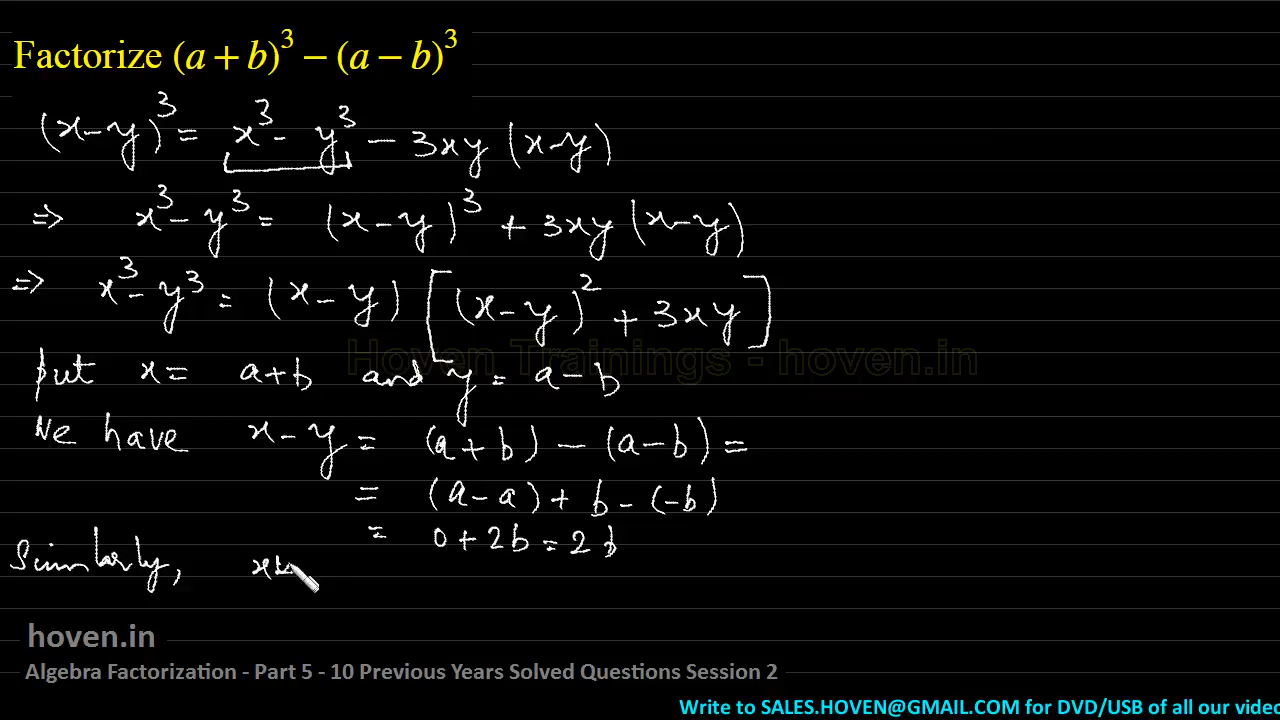 Factorize (a + b)³ − (a − b)³
(x-y)³ = x³ - y³ - 3xy (x-y)
=> x³ - y³ = (x-y)³ + 3xy (x-y)
=> x³ - y³ = (x-y) [(x-y)² + 3xy]
Hoven Trainings - hoven.in
put x = a+b and y = a-b
We have x-y = (a+b) - (a-b) =
= (a-a) + b - (-b)
= 0 + 2b = 2b
Similarly, x
hoven.in
Algebra Factorization - Part 5 - 10 Previous Years Solved Questions Session 2
Write to SALES.HOVEN@GMAIL.COM for DVD/USB of all our video